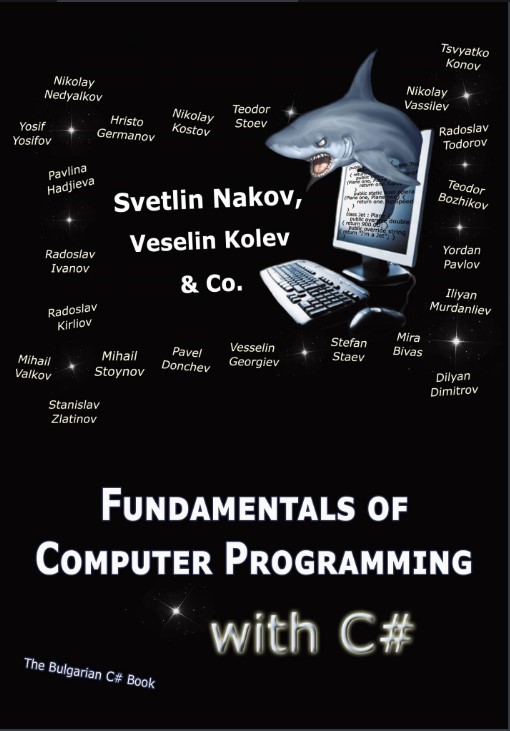 Tsvyatko
Konov
Nikolay
Nedyalkov
Nikolay
Vassilev
Yosif
Yosifov
Hristo
Germanov
Nikolay
Kostov
Teodor
Stoev
Radoslav
Todorov
Pavlina
Hadjieva
Teodor
Bozhikov
Svetlin Nakov,
Veselin Kolev
& Co.
Radoslav
Ivanov
Yordan
Pavlov
Radoslav
Kirliov
Iliyan
Murdanliev
Mihail
Valkov
Mihail
Stoynov
Pavel
Donchev
Vesselin
Georgiev
Stefan
Staev
Mira
Bivas
Dilyan
Dimitrov
Stanislav
Zlatinov
FUNDAMENTALS OF
COMPUTER PROGRAMMING
with C#
The Bulgarian C# Book